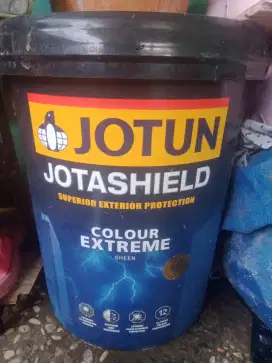 JOTUN
JOTASHIELD
SUPERIOR EXTERIOR PROTECTION
COLOUR
EXTREME
SHEEN
12